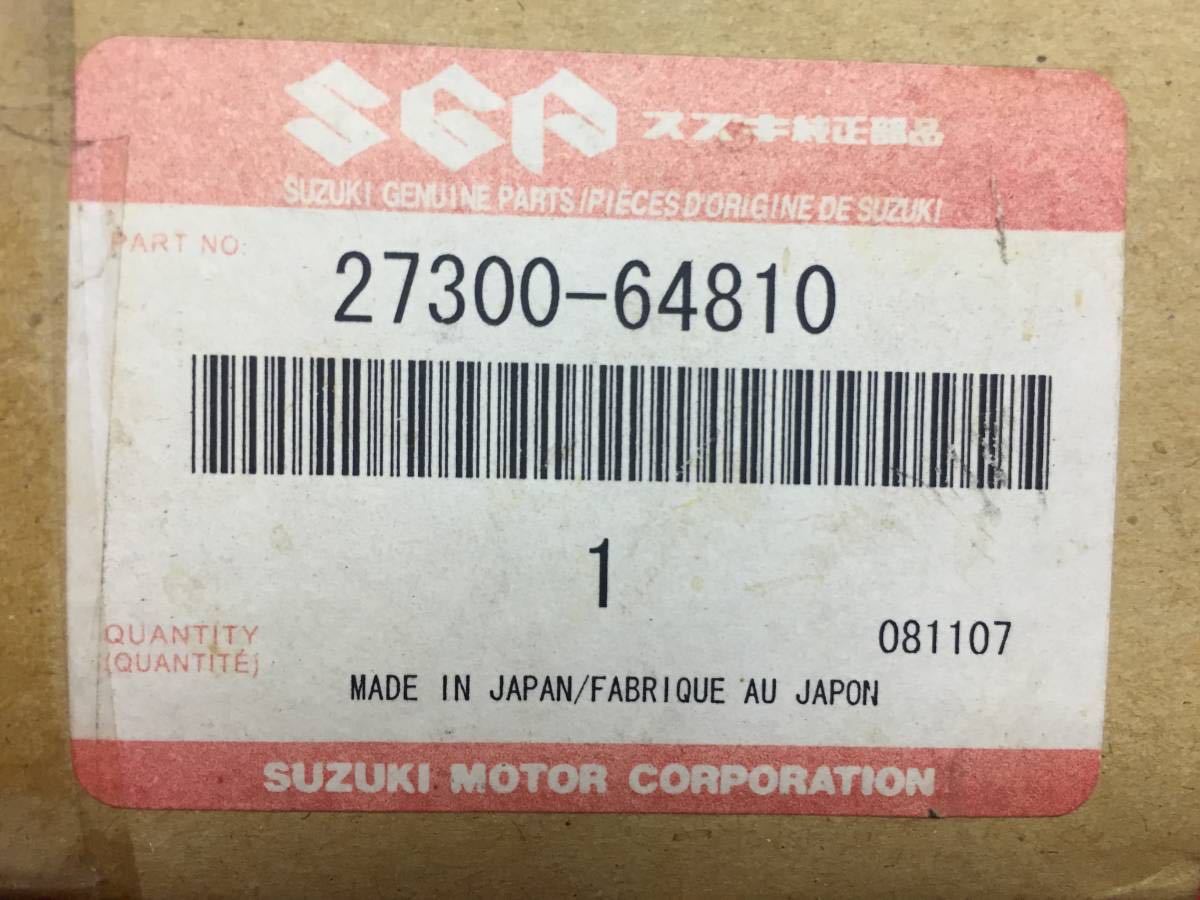 SGP スズキ純正部品
SUZUKI GENUINE PARTS/PIÈCES D'ORIGINE DE SUZUKI
PART NO.
27300-64810
1
QUANTITY
(QUANTITÉ)
081107
MADE IN JAPAN/FABRIQUE AU JAPON
SUZUKI MOTOR CORPORATION